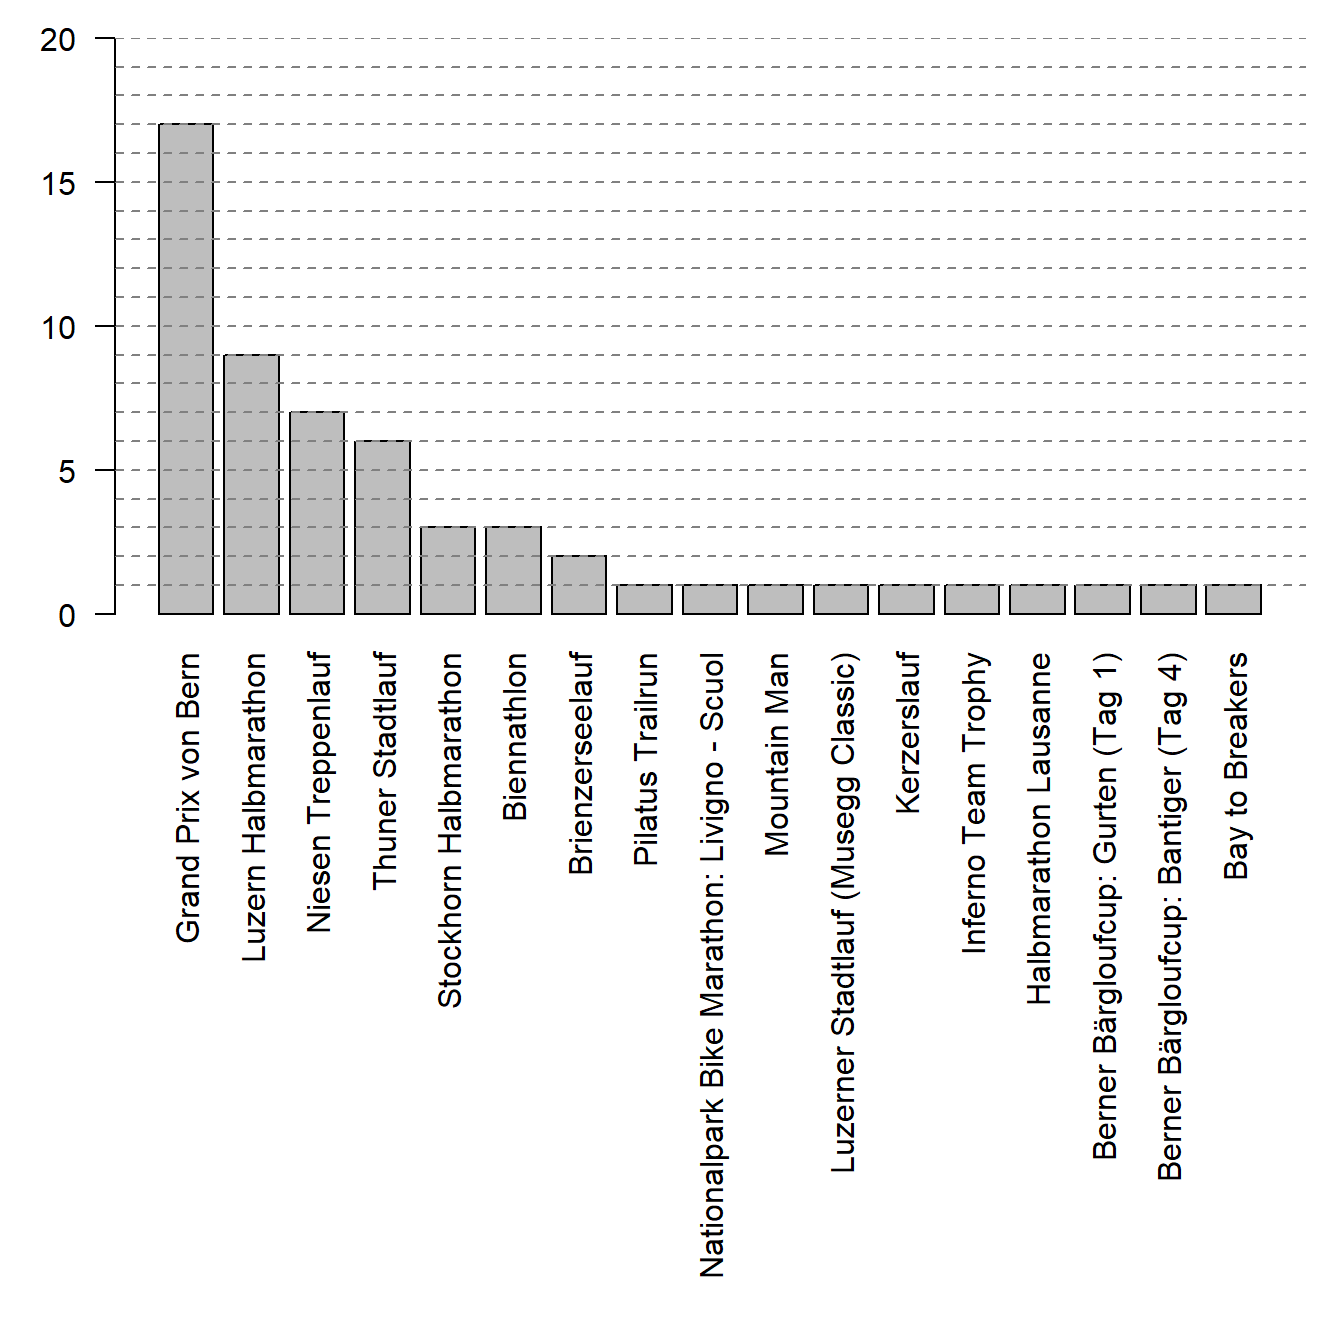 20
15
10
5
0
Grand Prix von Bern
Luzern Halbmarathon
Niesen Treppenlauf
Thuner Stadtlauf
Stockhorn Halbmarathon
Biennathlon
Brienzerseelauf
Pilatus Trailrun
Nationalpark Bike Marathon: Livigno - Scuol
Mountain Man
Luzerner Stadtlauf (Musegg Classic)
Kerzerslauf
Inferno Team Trophy
Halbmarathon Lausanne
Berner Bärgloufcup: Gurten (Tag 1)
Berner Bärgloufcup: Bantiger (Tag 4)
Bay to Breakers